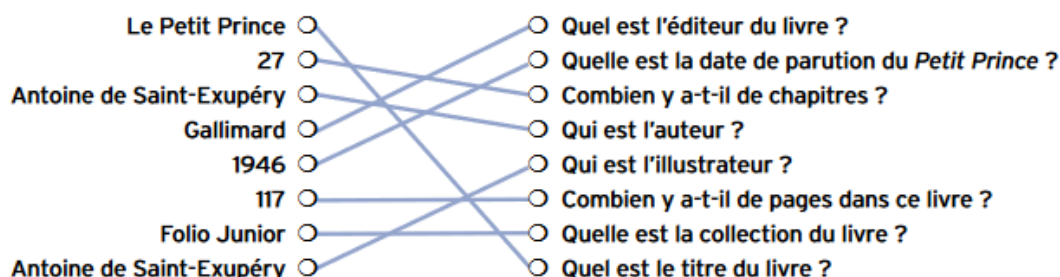 Le Petit Prince Quel est l'éditeur du livre ?
27 Quelle est la date de parution du Petit Prince ?
Antoine de Saint-Exupéry Combien y a-t-il de chapitres ?
Gallimard Qui est l'auteur ?
1946 Qui est l'illustrateur ?
117 Combien y a-t-il de pages dans ce livre ?
Folio Junior Quelle est la collection du livre ?
Antoine de Saint-Exupéry Quel est le titre du livre ?